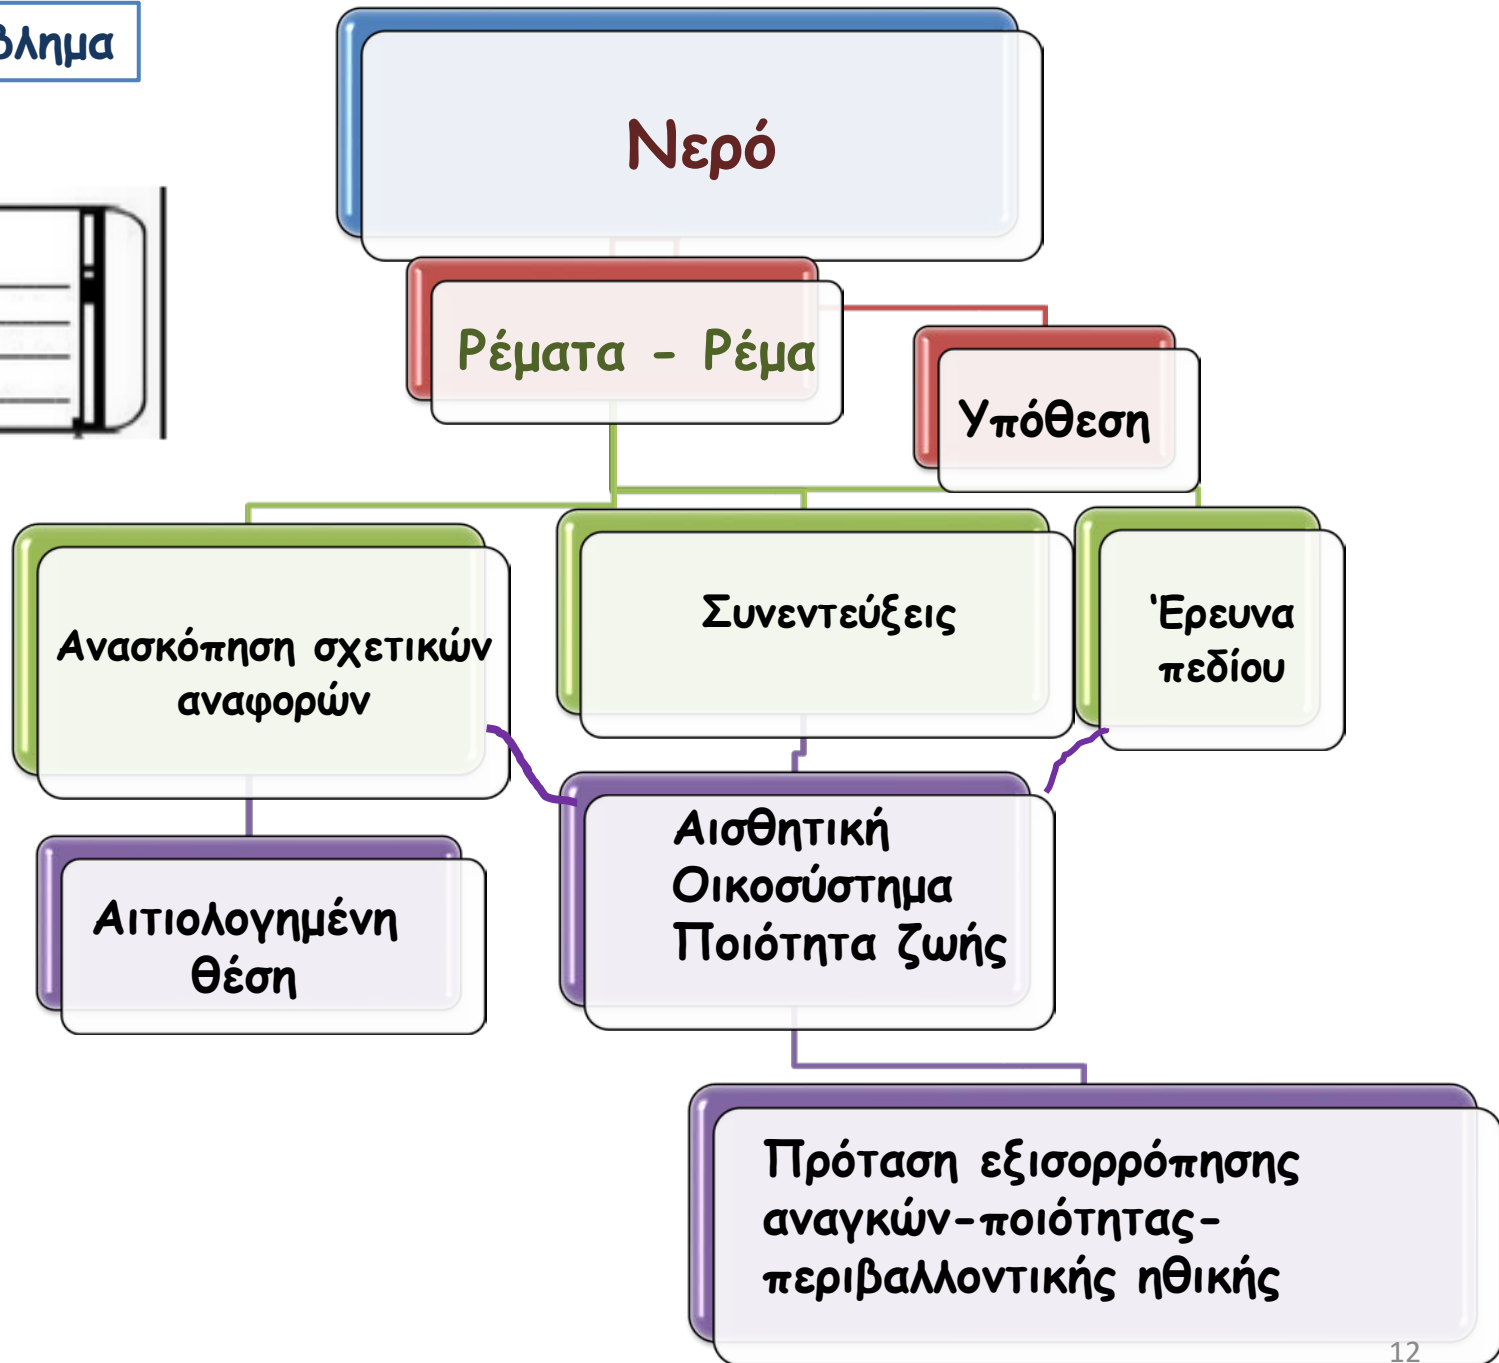 Νερό
Ρέματα - Ρέμα
Υπόθεση
Ανασκόπηση σχετικών
αναφορών
Συνεντεύξεις
Έρευνα
πεδίου
Αιτιολογημένη
θέση
Αισθητική
Οικοσύστημα
Ποιότητα ζωής
Πρόταση εξισορρόπησης
αναγκών-ποιότητας-
περιβαλλοντικής ηθικής
12